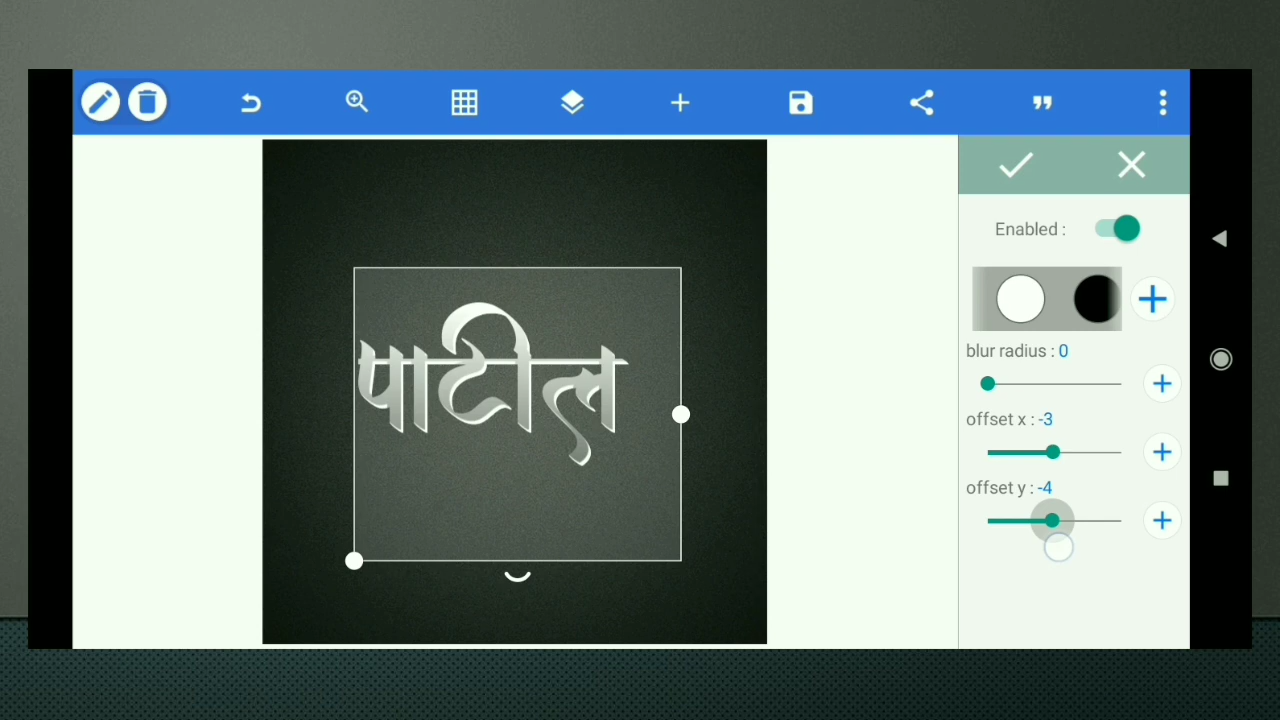 Enabled :
पाटील
blur radius : 0
offset x : -3
offset y : -4